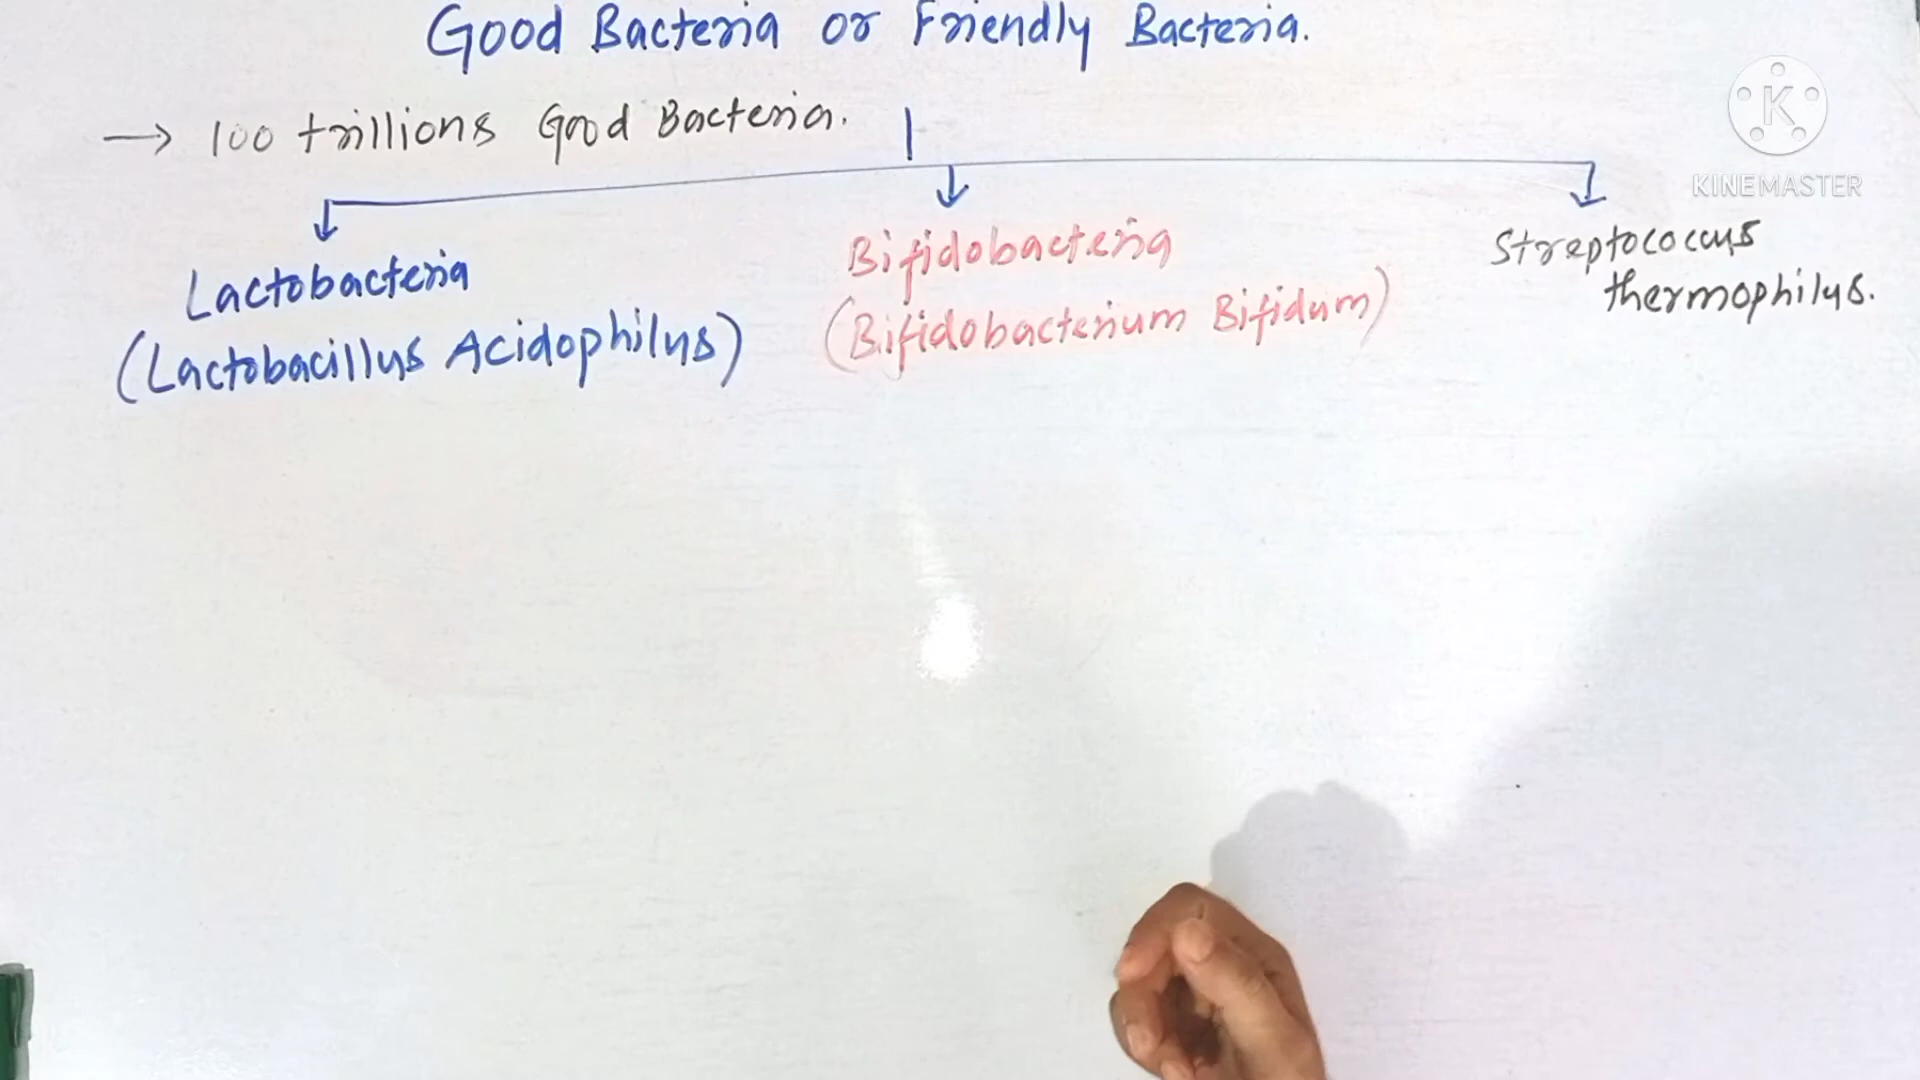 Good Bacteria or Friendly Bacteria.
→ 100 trillions Good Bacteria.
K
KINEMASTER
Lactobacteria
(Lactobacillus Acidophilus)
Bifidobacteria
(Bifidobacterium Bifidum)
Streptococcus
thermophilus.